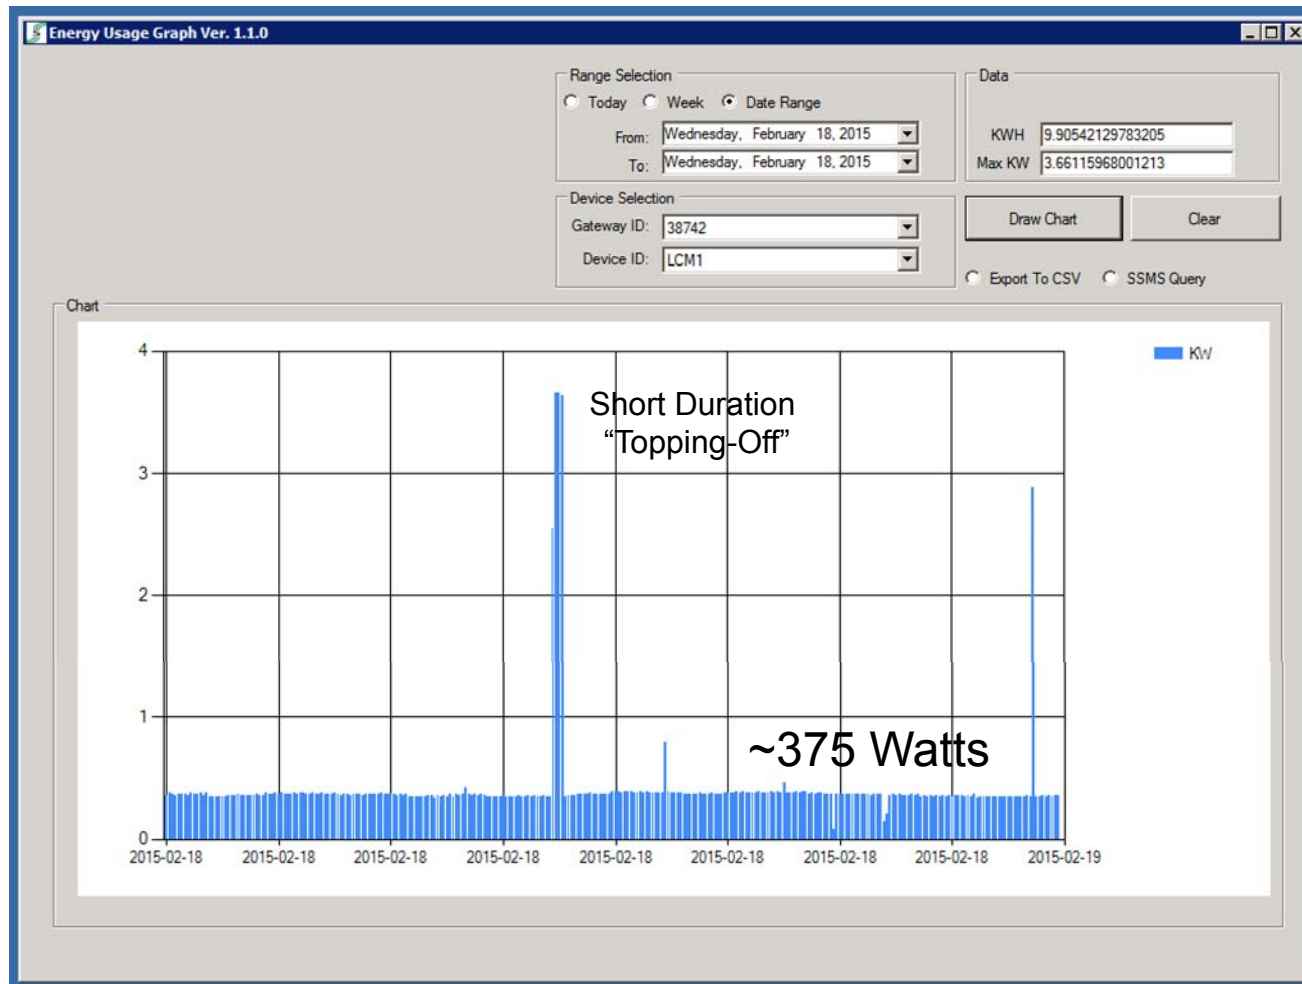 Energy Usage Graph Ver. 1.1.0
Range Selection
Today Week Date Range
From: Wednesday, February 18, 2015
To: Wednesday, February 18, 2015
Data
KWH 9.90542129783205
Max KW 3.66115968001213
Device Selection
Gateway ID: 38742
Device ID: LCM1
Draw Chart Clear
Export To CSV SSMS Query
Chart
KW
4
3
2
1
0
Short Duration
“Topping-Off”
~375 Watts
2015-02-18 2015-02-18 2015-02-18 2015-02-18 2015-02-18 2015-02-18 2015-02-18 2015-02-18 2015-02-19